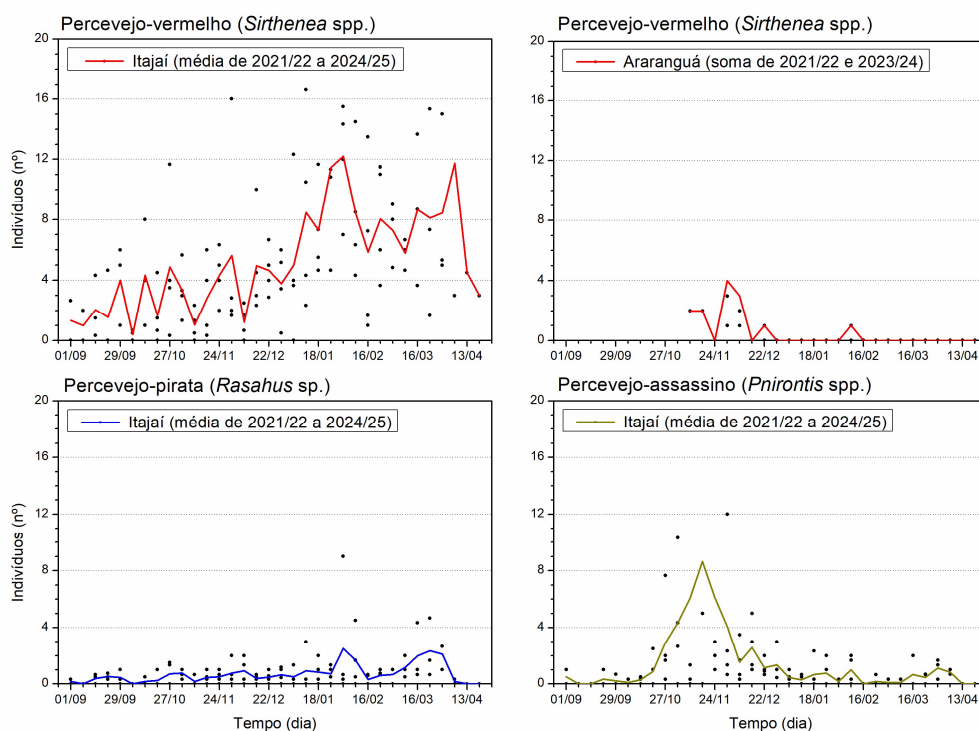 Percevejo-vermelho (Sirthenea spp.)
Itajaí (média de 2021/22 a 2024/25)
Indivíduos (nº)
20
16
12
8
4
0
01/09 29/09 27/10 24/11 22/12 18/01 16/02 16/03 13/04
Percevejo-vermelho (Sirthenea spp.)
Araranguá (soma de 2021/22 e 2023/24)
20
16
12
8
4
0
01/09 29/09 27/10 24/11 22/12 18/01 16/02 16/03 13/04
Percevejo-pirata (Rasahus sp.)
Itajaí (média de 2021/22 a 2024/25)
Indivíduos (nº)
20
16
12
8
4
0
01/09 29/09 27/10 24/11 22/12 18/01 16/02 16/03 13/04
Tempo (dia)
Percevejo-assassino (Pnirontis spp.)
Itajaí (média de 2021/22 a 2024/25)
20
16
12
8
4
0
01/09 29/09 27/10 24/11 22/12 18/01 16/02 16/03 13/04
Tempo (dia)